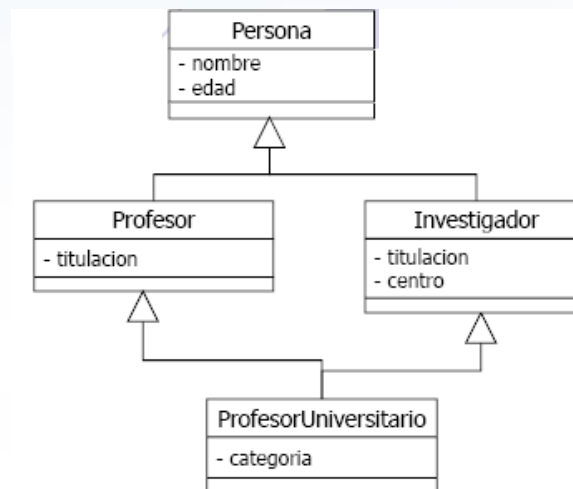 Persona
- nombre
- edad
Profesor
- titulacion
Investigador
- titulacion
- centro
ProfesorUniversitario
- categoria